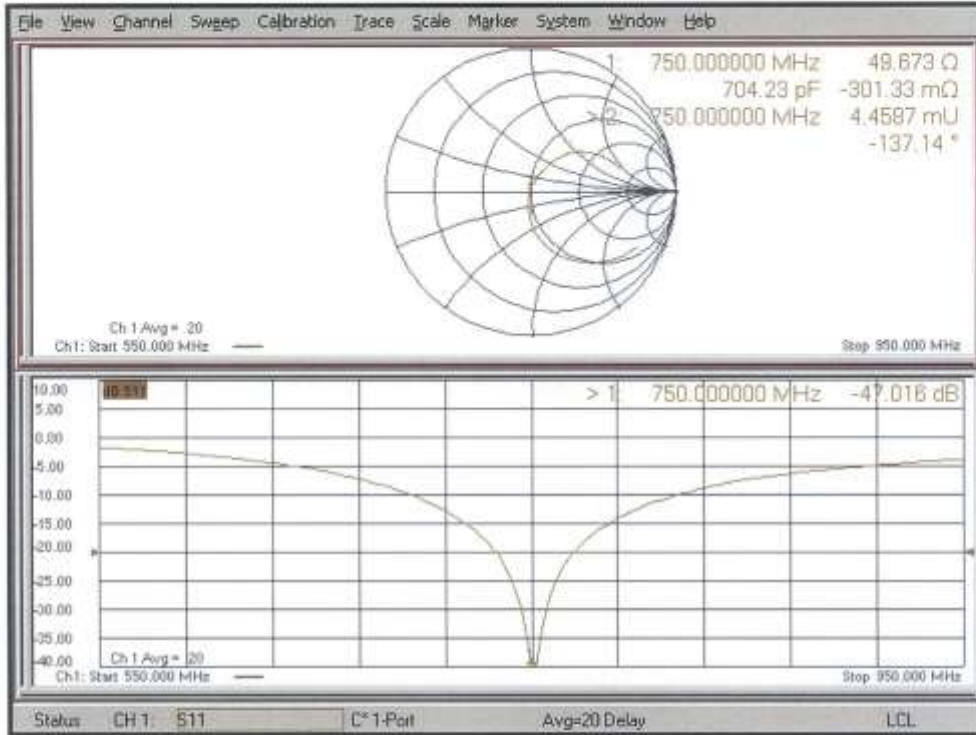 File View Channel Sweep Calibration Trace Scale Marker System Window Help
1: 750.000000 MHz 49.673 Ω
704.23 pF -301.33 mΩ
> 2: 750.000000 MHz 4.4597 mU
-137.14 °
Ch 1 Avg = 20
Ch1: Start 550.000 MHz Stop 950.000 MHz
10.00 > 1: 750.000000 MHz -47.016 dB
5.00
0.00
-5.00
-10.00
-15.00
-20.00
-25.00
-30.00
-35.00
-40.00 Ch 1 Avg = 20
Ch1: Start 550.000 MHz Stop 950.000 MHz
Status CH 1: S11 C* 1-Port Avg=20 Delay LCL